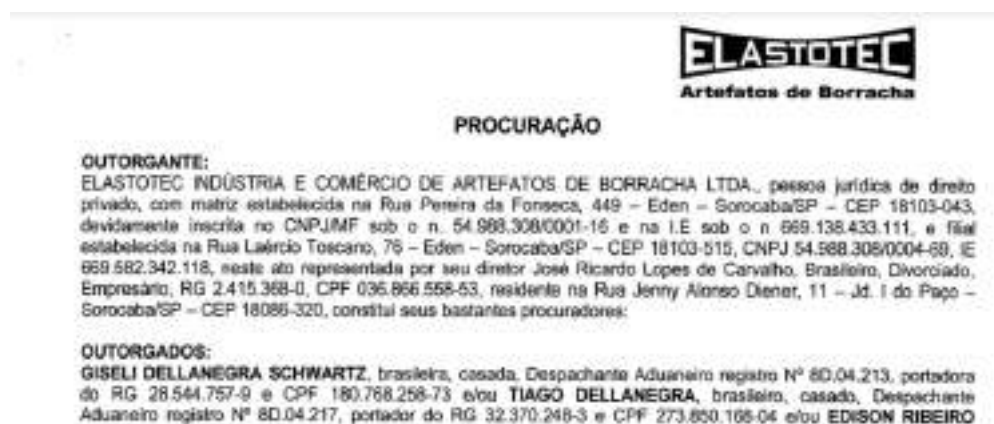 ELASTOTEC
Artefatos de Borracha
PROCURAÇÃO
OUTORGANTE:
ELASTOTEC INDÚSTRIA E COMÉRCIO DE ARTEFATOS DE BORRACHA LTDA., pessoa jurídica de direito
privado, com matriz estabelecida na Rua Pereira da Fonseca, 449 – Eden – Sorocaba/SP – CEP 18103-043,
devidamente inscrita no CNPJ/MF sob o n. 54.988.308/0001-16 e na I.E sob o n 669.138.433.111, e filial
estabelecida na Rua Laércio Toscano, 76 – Eden – Sorocaba/SP – CEP 18103-515, CNPJ 54.988.308/0004-69, IE
669.582.342.118, neste ato representada por seu diretor José Ricardo Lopes de Carvalho, Brasileiro, Divorciado,
Empresário, RG 2.415.368-0, CPF 036.866.558-53, residente na Rua Jenny Alonso Diener, 11 – Jd. I do Paço –
Sorocaba/SP – CEP 18086-320, constitui seus bastantes procuradores:
OUTORGADOS:
GISELI DELLANEGRA SCHWARTZ, brasileira, casada, Despachante Aduaneiro registro Nº 8D.04.213, portadora
do RG 28.544.757-9 e CPF 180.768.258-73 e/ou TIAGO DELLANEGRA, brasileiro, casado, Despachante
Aduaneiro registro Nº 8D.04.217, portador do RG 32.370.248-3 e CPF 273.850.168-04 e/ou EDISON RIBEIRO